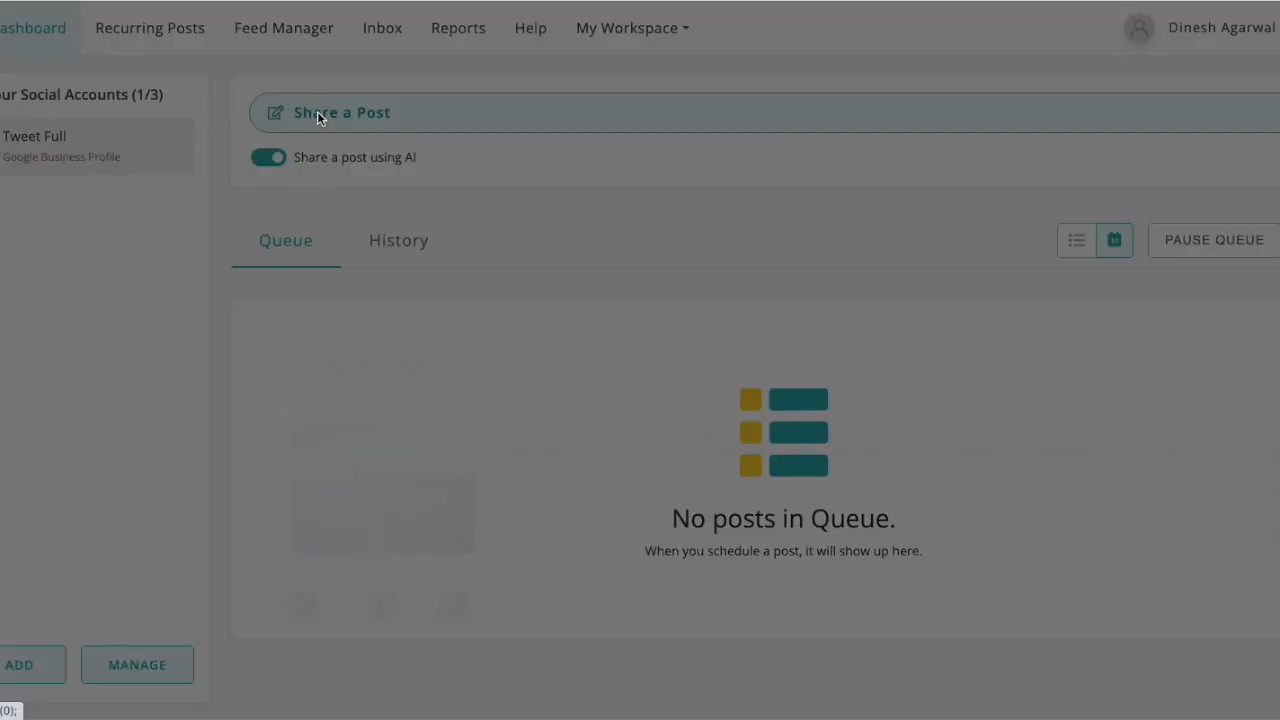 ashboard
Recurring Posts
Feed Manager
Inbox
Reports
Help
My Workspace
Dinesh Agarwal
ur Social Accounts (1/3)
Tweet Full
Google Business Profile
Share a Post
Share a post using AI
Queue
History
PAUSE QUEUE
No posts in Queue.
When you schedule a post, it will show up here.
ADD
MANAGE
(0);